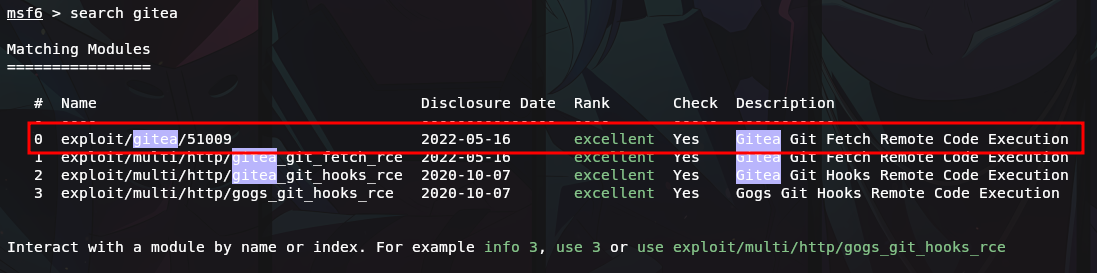 msf6 > search gitea
Matching Modules
================
# Name Disclosure Date Rank Check Description
- ---- --------------- ---- ----- -----------
0 exploit/gitea/51009 2022-05-16 excellent Yes Gitea Git Fetch Remote Code Execution
1 exploit/multi/http/gitea_git_fetch_rce 2022-05-16 excellent Yes Gitea Git Fetch Remote Code Execution
2 exploit/multi/http/gitea_git_hooks_rce 2020-10-07 excellent Yes Gitea Git Hooks Remote Code Execution
3 exploit/multi/http/gogs_git_hooks_rce 2020-10-07 excellent Yes Gogs Git Hooks Remote Code Execution
Interact with a module by name or index. For example info 3, use 3 or use exploit/multi/http/gogs_git_hooks_rce